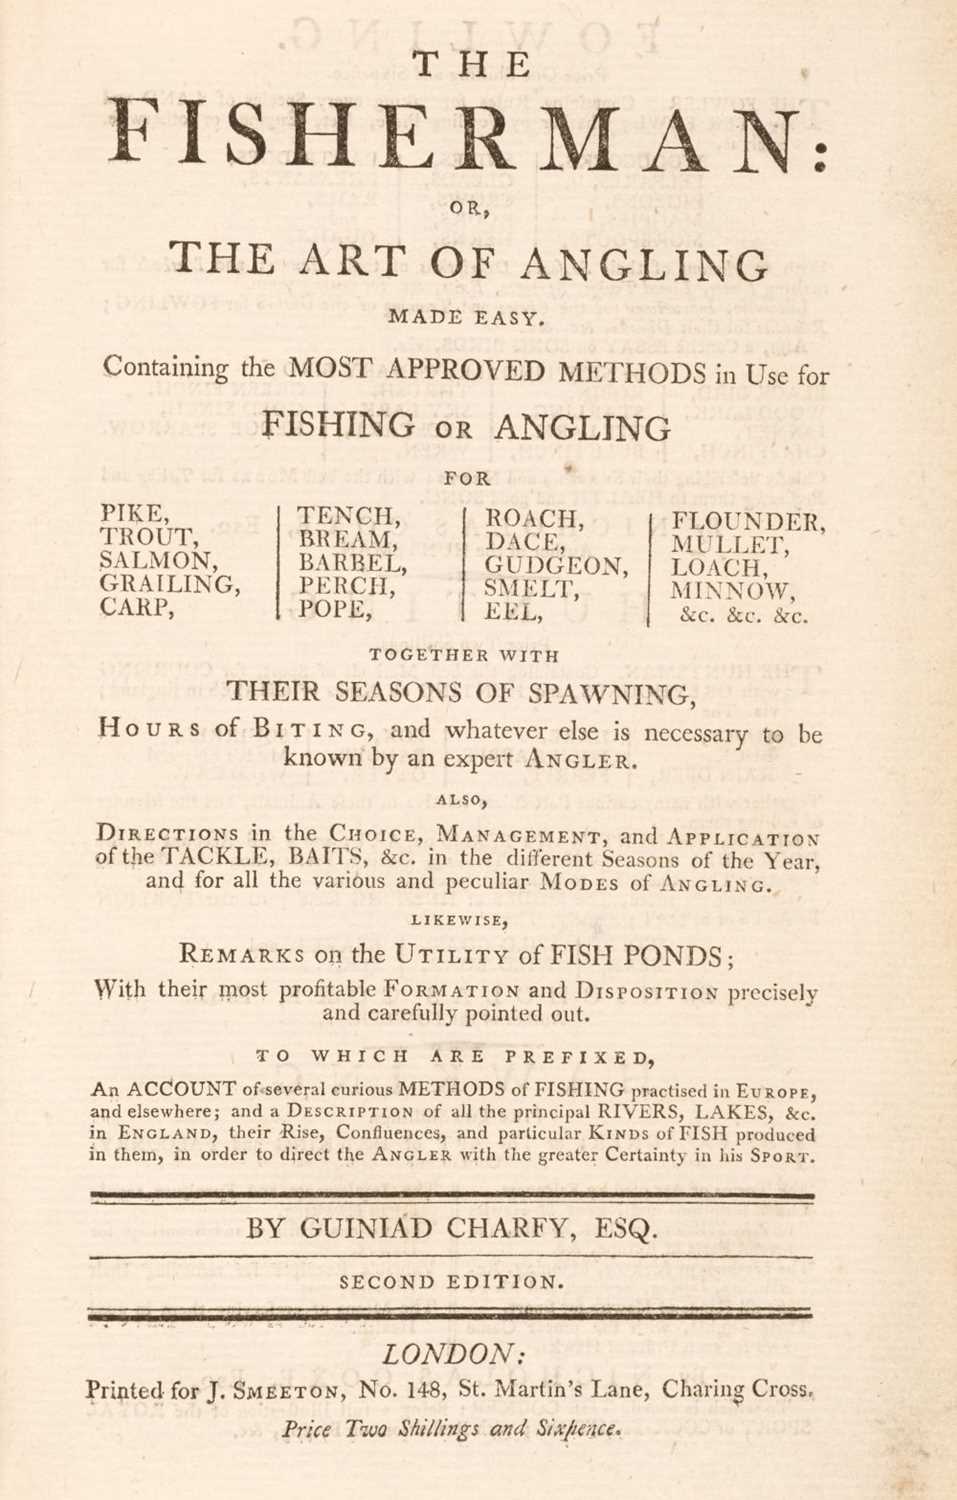 THE
FISHERMAN:
OR,
THE ART OF ANGLING
MADE EASY.
Containing the MOST APPROVED METHODS in Use for
FISHING OR ANGLING
FOR
PIKE,
TROUT,
SALMON,
GRAILING,
CARP,
TENCH,
BREAM,
BARBEL,
PERCH,
POPE,
ROACH,
DACE,
GUDGEON,
SMELT,
EEL,
FLOUNDER,
MULLET,
LOACH,
MINNOW,
&c. &c. &c.
TOGETHER WITH
THEIR SEASONS OF SPAWNING,
HOURS of BITING, and whatever else is necessary to be
known by an expert ANGLER.
ALSO,
DIRECTIONS in the CHOICE, MANAGEMENT, and APPLICATION
of the TACKLE, BAITS, &c. in the different Seasons of the Year,
and for all the various and peculiar MODES of ANGLING.
LIKEWISE,
REMARKS on the UTILITY of FISH PONDS;
With their most profitable FORMATION and DISPOSITION precisely
and carefully pointed out.
TO WHICH ARE PREFIXED,
An ACCOUNT of several curious METHODS of FISHING practised in EUROPE,
and elsewhere; and a DESCRIPTION of all the principal RIVERS, LAKES, &c.
in ENGLAND, their Rise, Confluences, and particular KINDS of FISH produced
in them, in order to direct the ANGLER with the greater Certainty in his SPORT.
BY GUINIAD CHARFY, ESQ.
SECOND EDITION.
LONDON:
Printed for J. SMEETON, No. 148, St. Martin's Lane, Charing Cross.
Price Two Shillings and Sixpence.